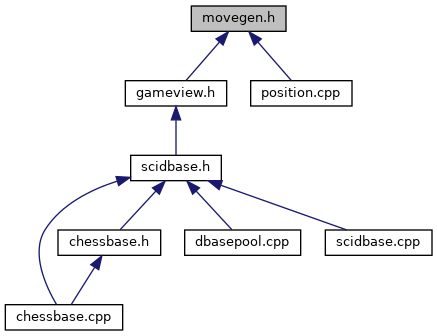 movegen.h
gameview.h
position.cpp
scidbase.h
chessbase.h
dbasepool.cpp
scidbase.cpp
chessbase.cpp